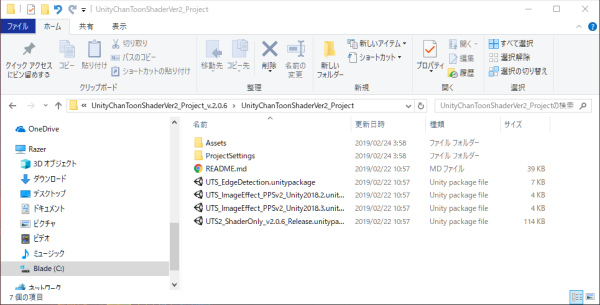 UnityChanToonShaderVer2_Project
ファイル ホーム 共有 表示
クイック アクセスにピン留めする
コピー
貼り付け
切り取り
パスのコピー
ショートカットの貼り付け
クリップボード
移動先
コピー先
削除
名前の変更
整理
新しいフォルダー
新しいアイテム
ショートカット
新規
プロパティ
開く
編集
履歴
開く
すべて選択
選択解除
選択の切り替え
選択
« UnityChanToonShaderVer2_Project_v.2.0.6 › UnityChanToonShaderVer2_Project
UnityChanToonShaderVer2_Projectの検索
OneDrive
Razer
3D オブジェクト
ダウンロード
デスクトップ
ドキュメント
ピクチャ
ビデオ
ミュージック
Blade (C:)
ネットワーク
名前 更新日時 種類 サイズ
Assets 2019/02/24 3:58 ファイル フォルダー
ProjectSettings 2019/02/24 3:58 ファイル フォルダー
README.md 2019/02/22 10:57 MD ファイル 39 KB
UTS_EdgeDetection.unitypackage 2019/02/22 10:57 Unity package file 7 KB
UTS_ImageEffect_PPSv2_Unity2018.2.unit... 2019/02/22 10:57 Unity package file 4 KB
UTS_ImageEffect_PPSv2_Unity2018.3.unit... 2019/02/22 10:57 Unity package file 4 KB
UTS2_ShaderOnly_v2.0.6_Release.unitypa... 2019/02/22 10:57 Unity package file 114 KB
7 個の項目